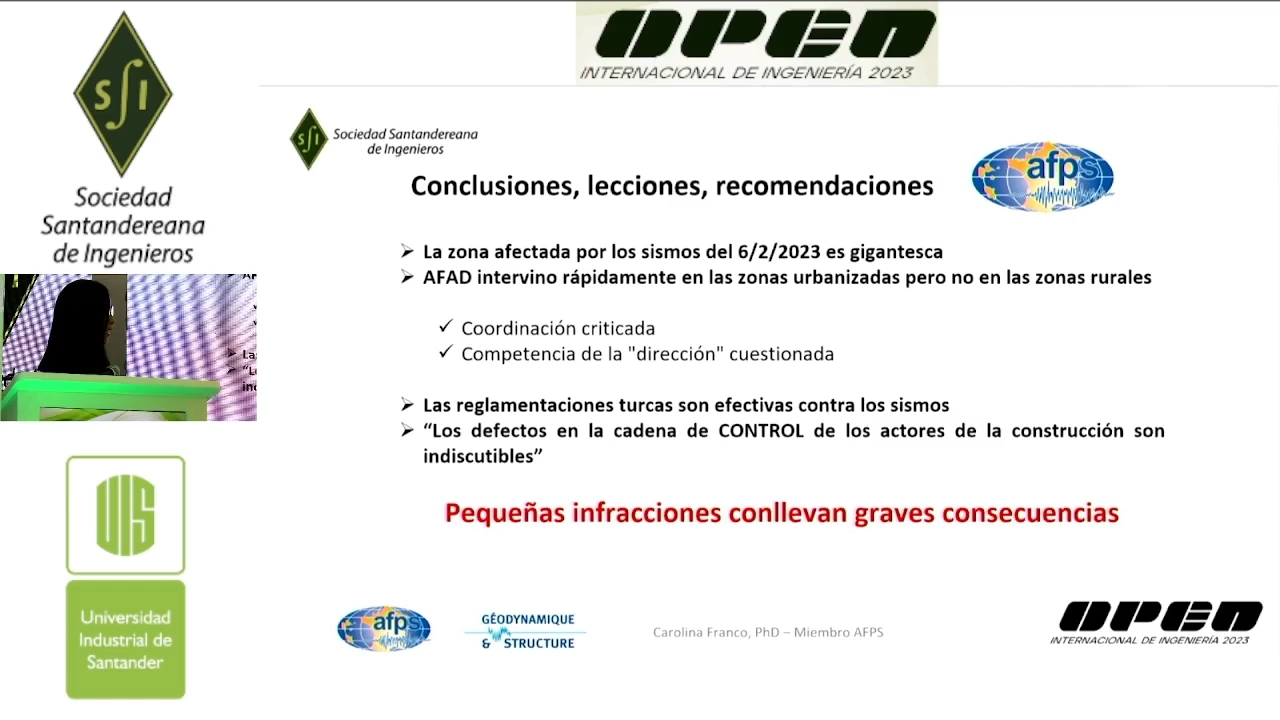 OPEN
INTERNACIONAL DE INGENIERÍA 2023
SSI
Sociedad
Santandereana
de Ingenieros
SSI
Sociedad Santandereana
de Ingenieros
afps
Conclusiones, lecciones, recomendaciones
La zona afectada por los sismos del 6/2/2023 es gigantesca
AFAD intervino rápidamente en las zonas urbanizadas pero no en las zonas rurales
Coordinación criticada
Competencia de la "dirección" cuestionada
Las reglamentaciones turcas son efectivas contra los sismos
“Los defectos en la cadena de CONTROL de los actores de la construcción son
indiscutibles”
Pequeñas infracciones conllevan graves consecuencias
UIS
Universidad
Industrial de
Santander
afps
GÉODYNAMIQUE
& STRUCTURE
Carolina Franco, PhD – Miembro AFPS
OPEN
INTERNACIONAL DE INGENIERÍA 2023